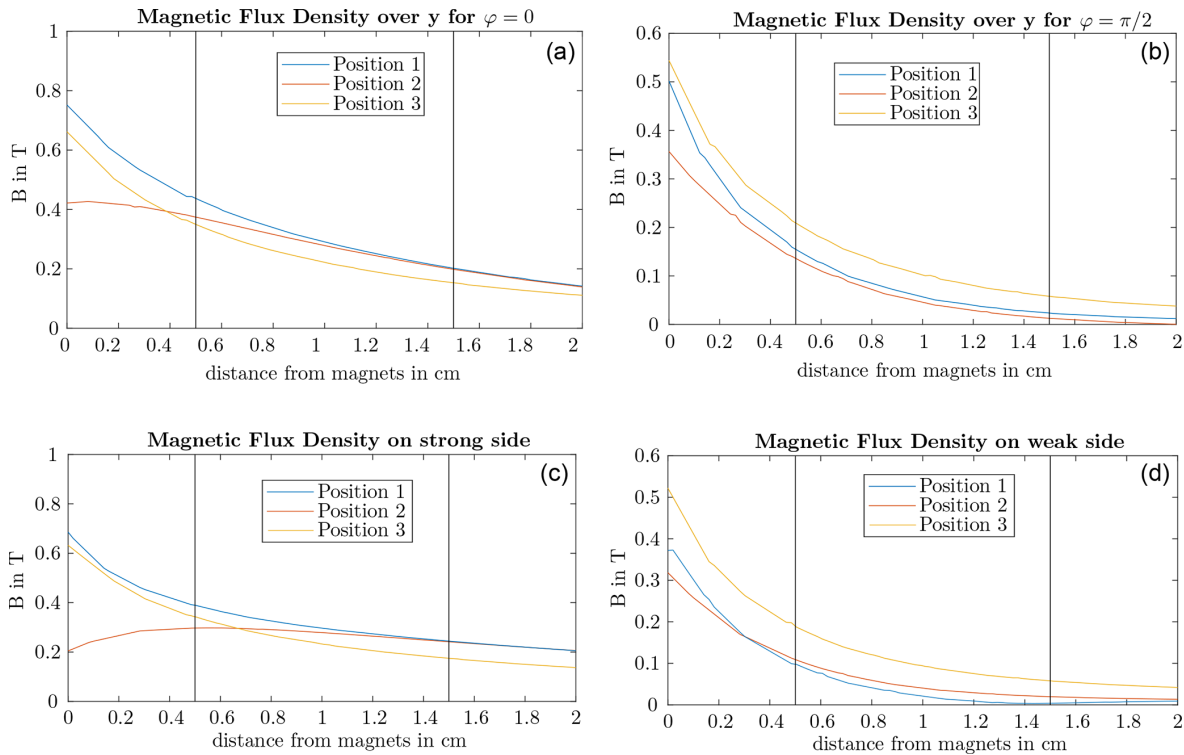 Magnetic Flux Density over y for φ = 0
(a)
B in T
1
0.8
0.6
0.4
0.2
0
Position 1
Position 2
Position 3
0 0.2 0.4 0.6 0.8 1 1.2 1.4 1.6 1.8 2
distance from magnets in cm
Magnetic Flux Density over y for φ = π/2
(b)
B in T
0.6
0.5
0.4
0.3
0.2
0.1
0
Position 1
Position 2
Position 3
0 0.2 0.4 0.6 0.8 1 1.2 1.4 1.6 1.8 2
distance from magnets in cm
Magnetic Flux Density on strong side
(c)
B in T
1
0.8
0.6
0.4
0.2
0
Position 1
Position 2
Position 3
0 0.2 0.4 0.6 0.8 1 1.2 1.4 1.6 1.8 2
distance from magnets in cm
Magnetic Flux Density on weak side
(d)
B in T
0.6
0.5
0.4
0.3
0.2
0.1
0
Position 1
Position 2
Position 3
0 0.2 0.4 0.6 0.8 1 1.2 1.4 1.6 1.8 2
distance from magnets in cm